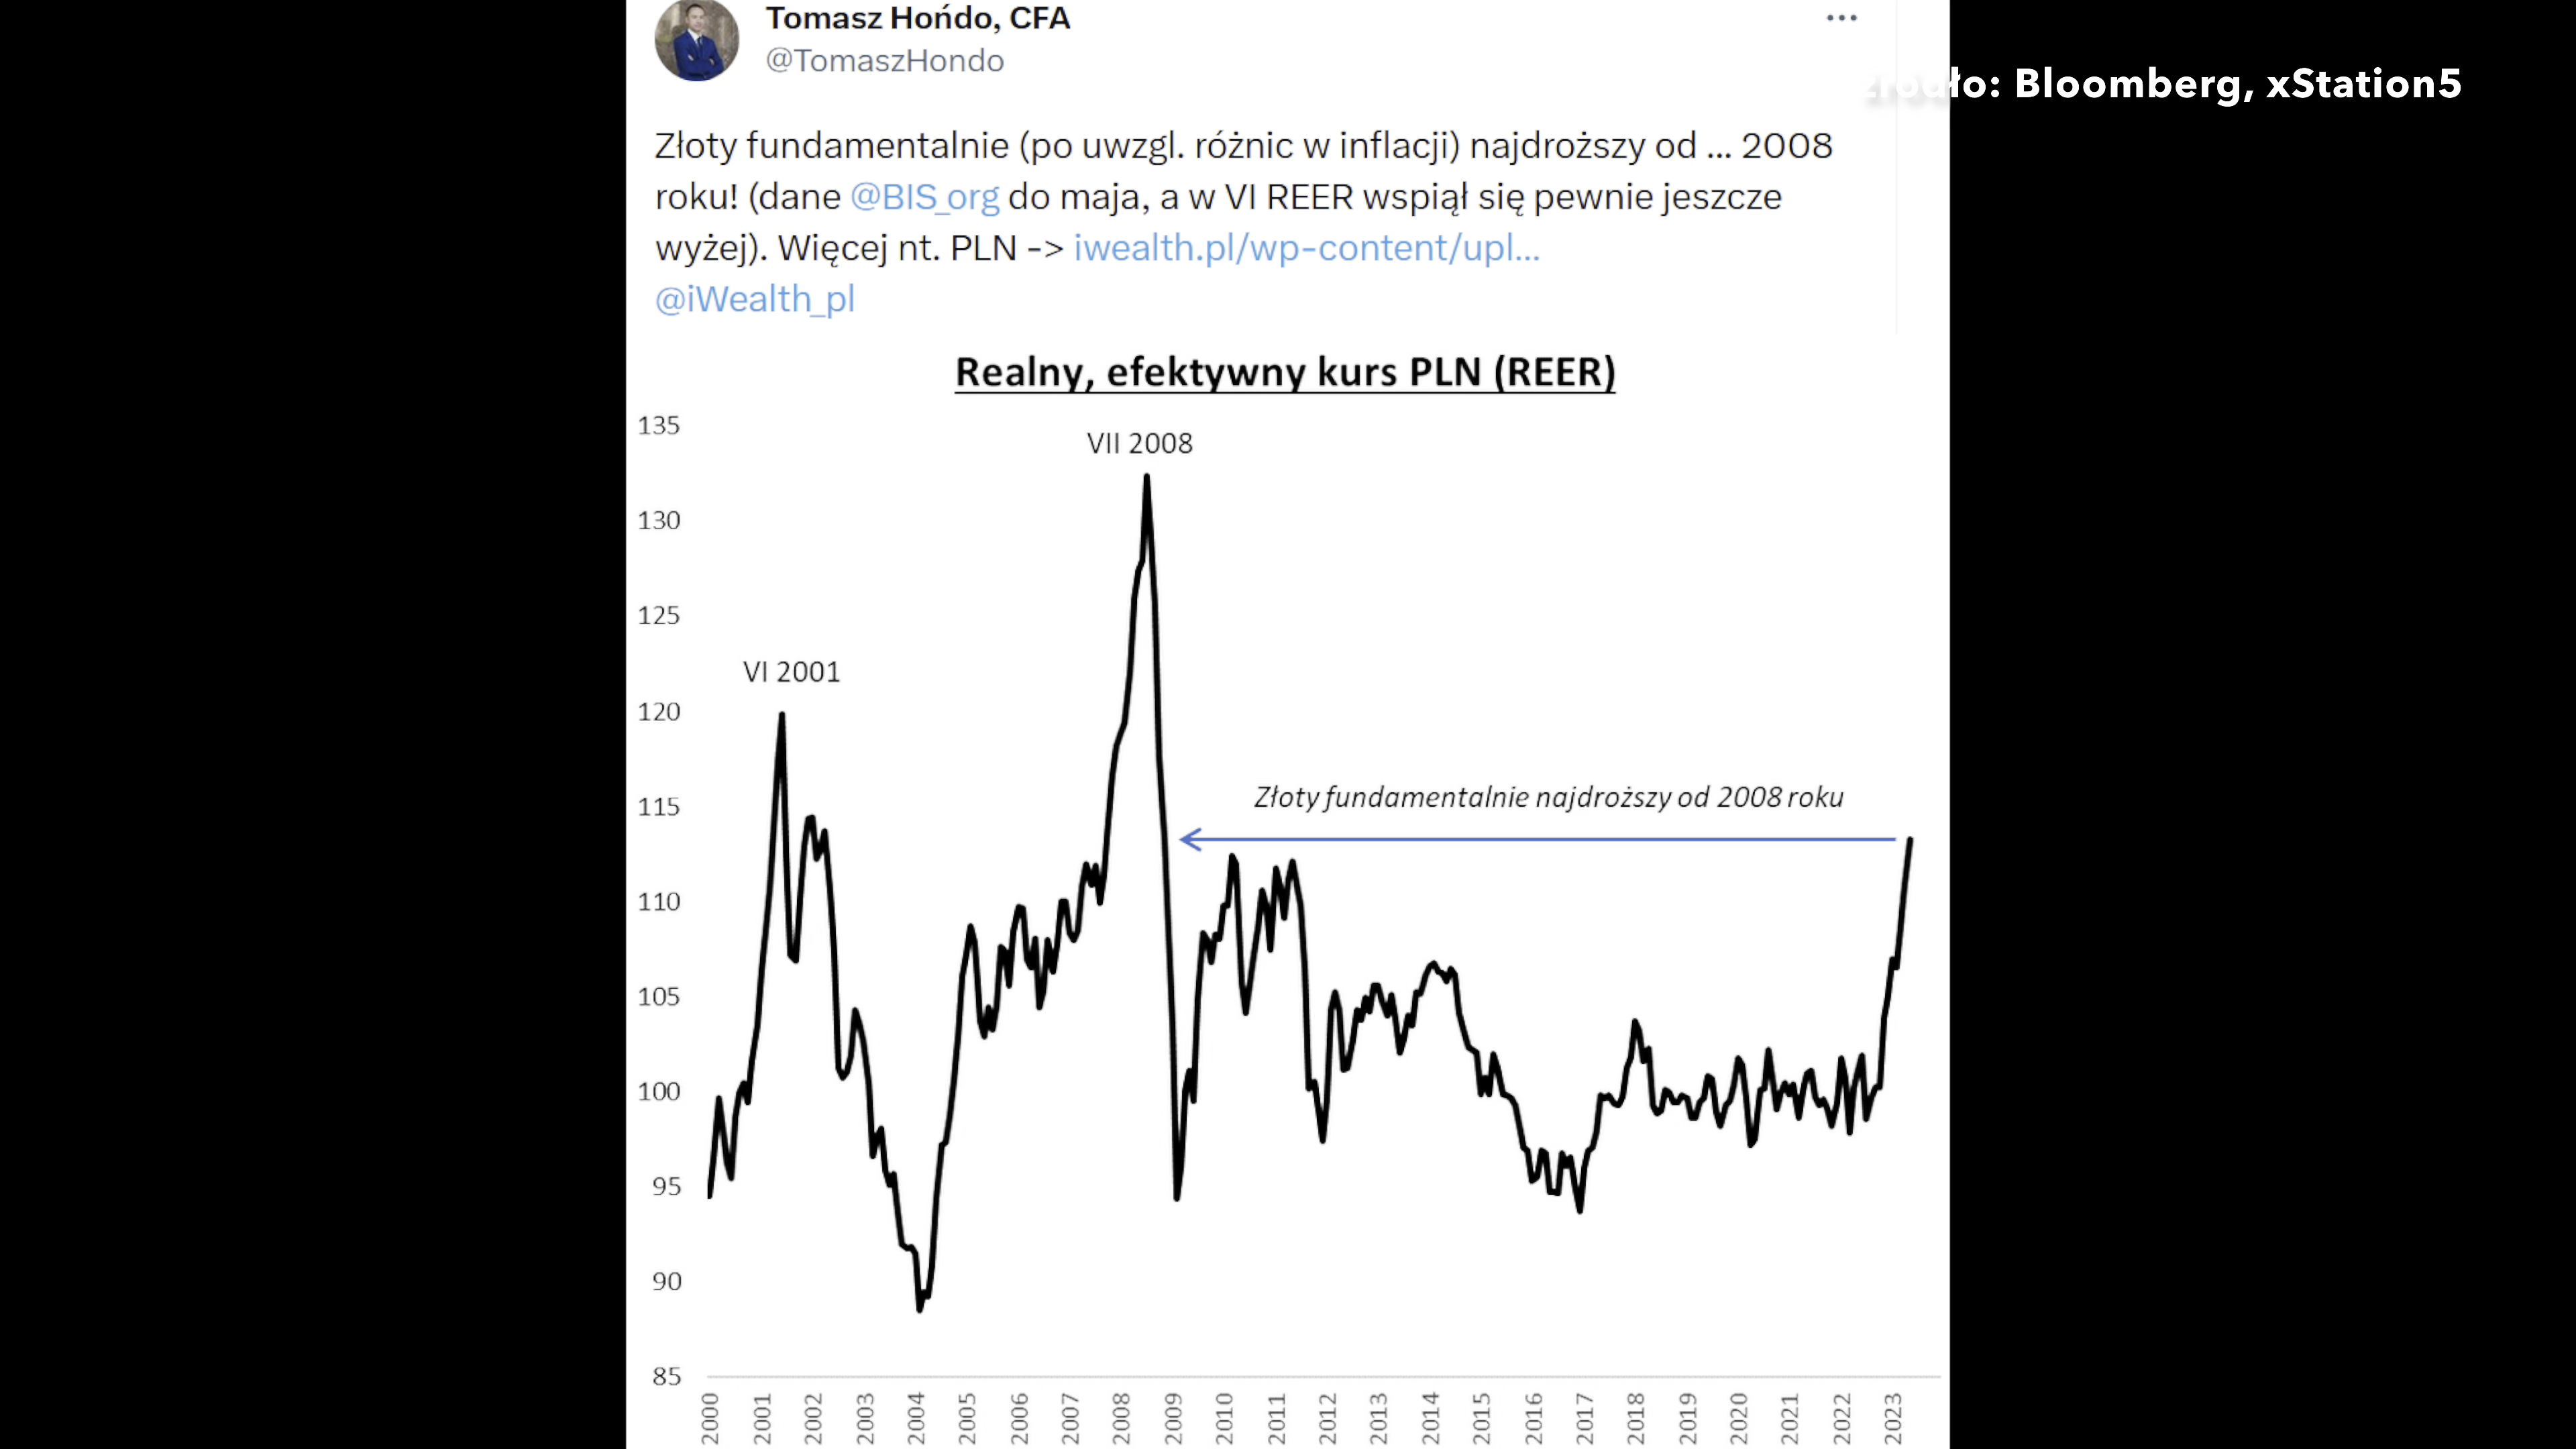 Tomasz Hońdo, CFA
@TomaszHondo
źródło: Bloomberg, xStation5
Złoty fundamentalnie (po uwzgl. różnic w inflacji) najdroższy od ... 2008
roku! (dane @BIS_org do maja, a w VI REER wspiął się pewnie jeszcze
wyżej). Więcej nt. PLN -> iwealth.pl/wp-content/upl...
@iWealth_pl
Realny, efektywny kurs PLN (REER)
135
VII 2008
130
125
VI 2001
120
115
Złoty fundamentalnie najdroższy od 2008 roku
110
105
100
95
90
85
2000 2001 2002 2003 2004 2005 2006 2007 2008 2009 2010 2011 2012 2013 2014 2015 2016 2017 2018 2019 2020 2021 2022 2023